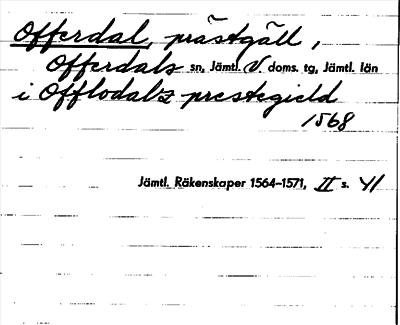 Offerdal, prästgäll,
Offerdals sn, Jämtl. V. doms. tg, Jämtl. län
i Offlodalz prestegield
1568
Jämtl. Räkenskaper 1564–1571, II s. 41